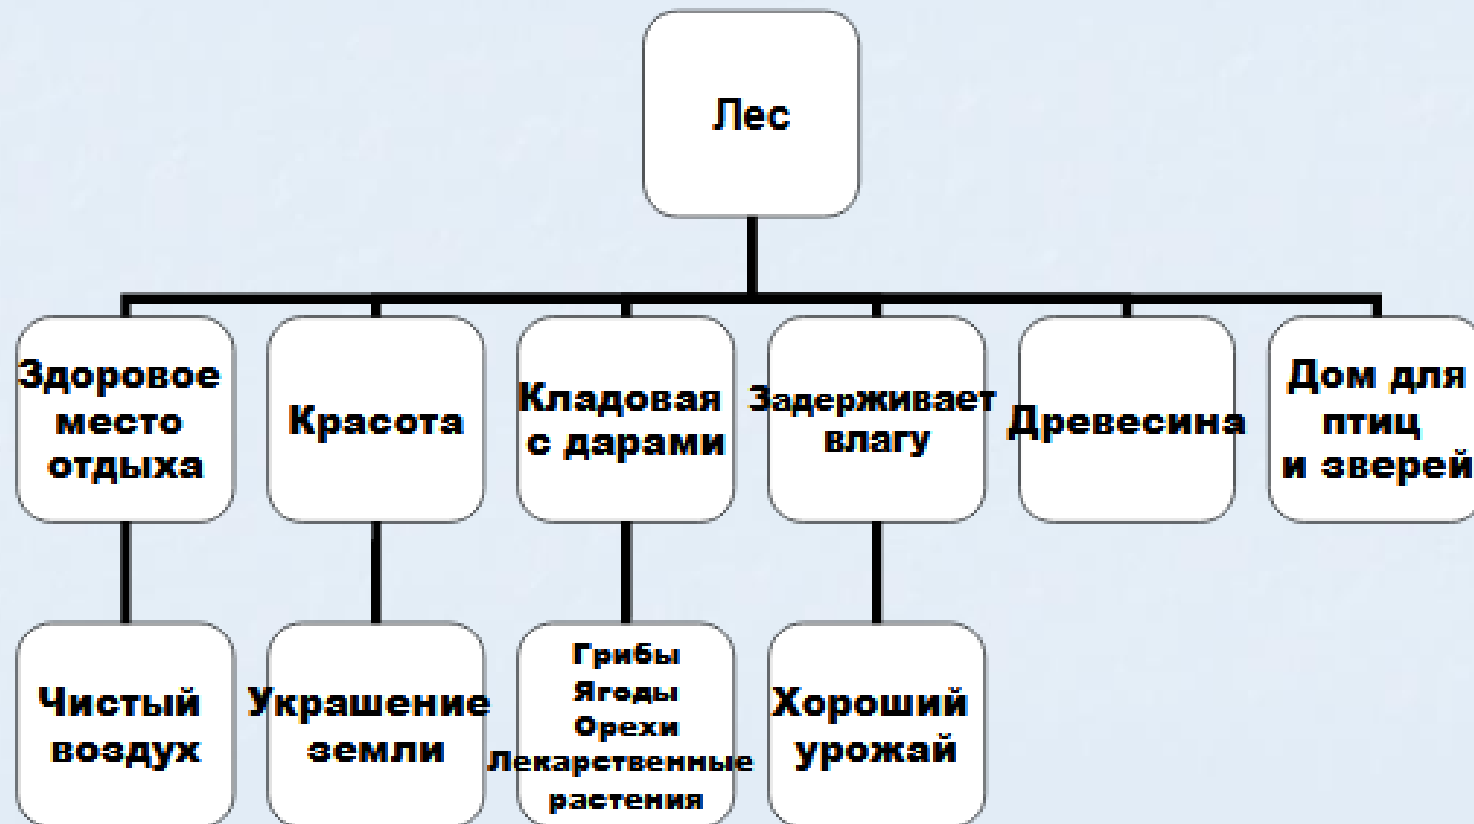 Лес
Здоровое
место
отдыха
Красота
Кладовая
с дарами
Задерживает
влагу
Древесина
Дом для
птиц
и зверей
Чистый
воздух
Украшение
земли
Грибы
Ягоды
Орехи
Лекарственные
растения
Хороший
урожай